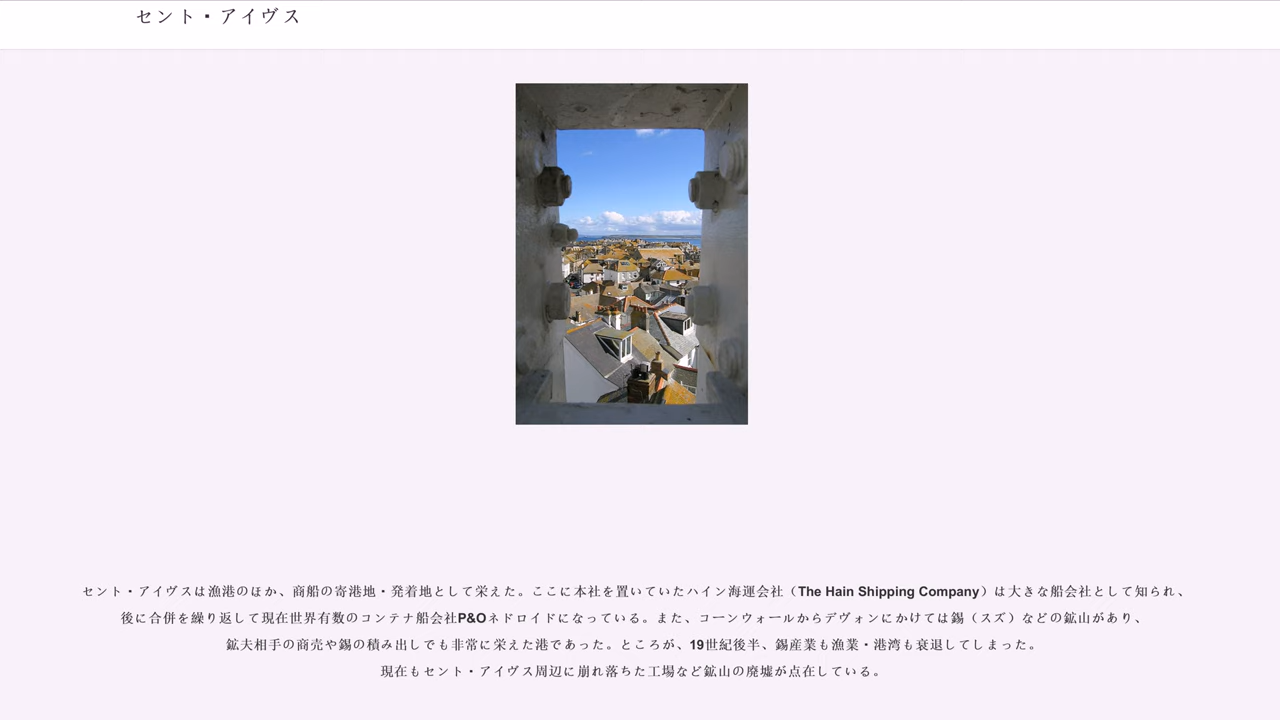 セント・アイヴス
セント・アイヴスは漁港のほか、商船の寄港地・発着地として栄えた。ここに本社を置いていたハイン海運会社（The Hain Shipping Company）は大きな船会社として知られ、
後に合併を繰り返して現在世界有数のコンテナ船会社P&Oネドロイドになっている。また、コーンウォールからデヴォンにかけては錫（スズ）などの鉱山があり、
鉱夫相手の商売や錫の積み出しでも非常に栄えた港であった。ところが、19世紀後半、錫産業も漁業・港湾も衰退してしまった。
現在もセント・アイヴス周辺に崩れ落ちた工場など鉱山の廃墟が点在している。